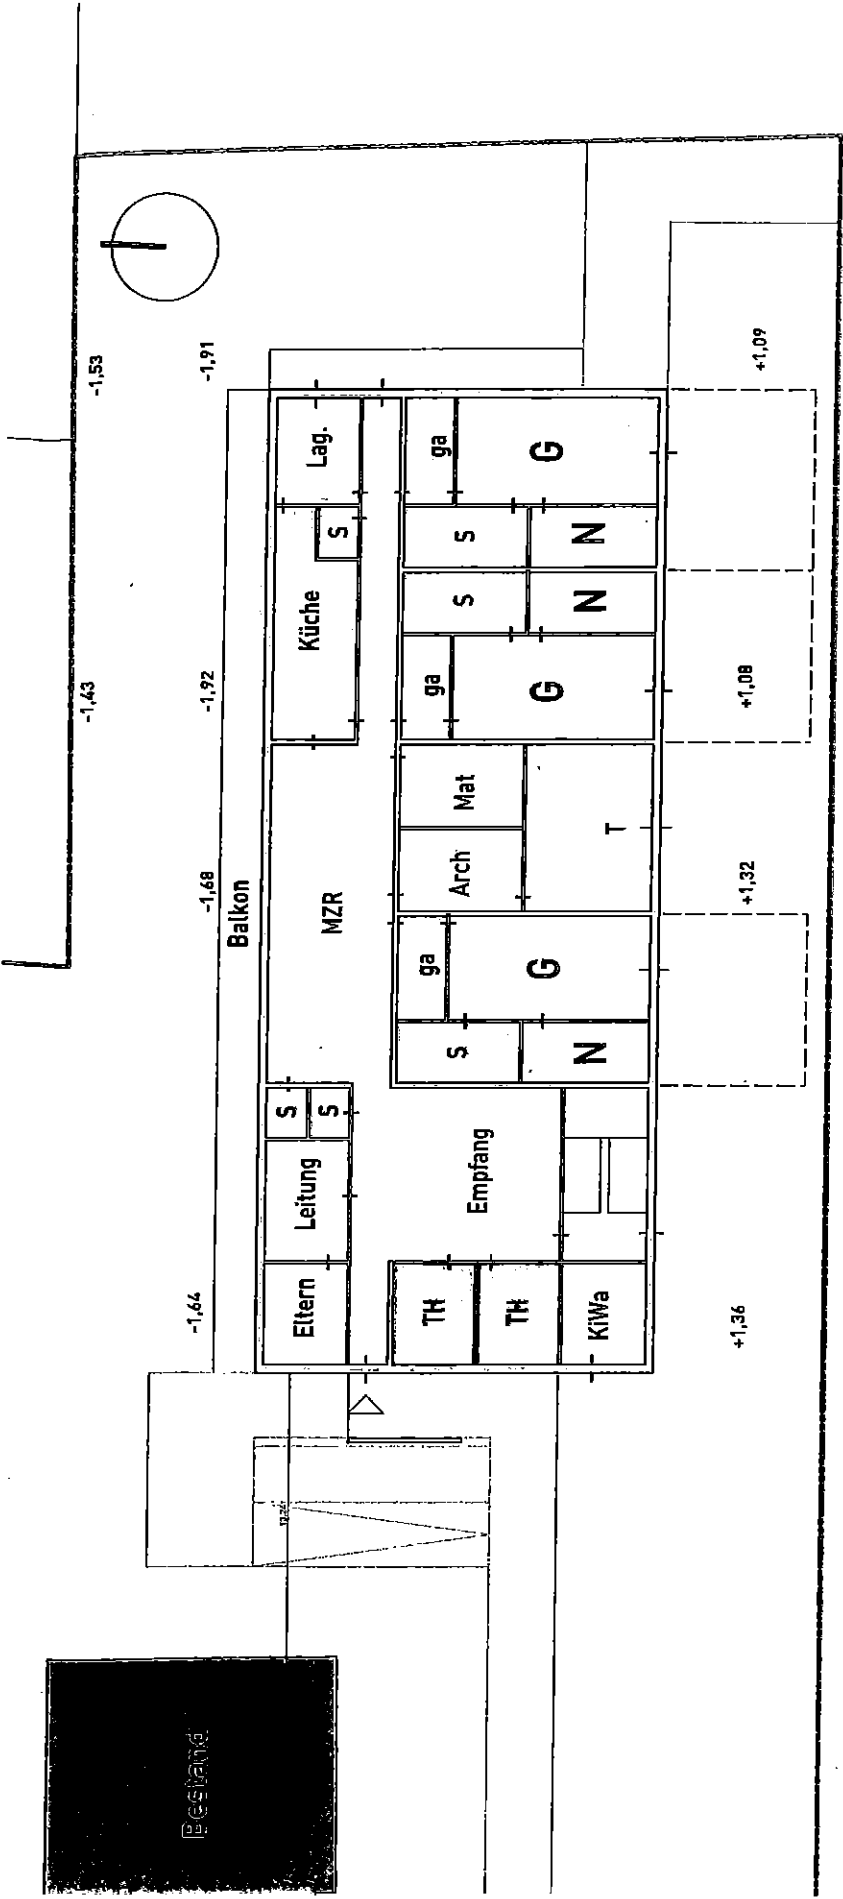 -1,43
-1,53
Bestand
-1,64
-1,68
-1,92
-1,91
Balkon
Eltern
Leitung
S
S
MZR
Küche
S
Lag.
TH
TH
KiWa
Empfang
S
N
ga
G
Arch
Mat
T
ga
G
S
N
S
N
ga
G
+1,36
+1,32
+1,08
+1,09